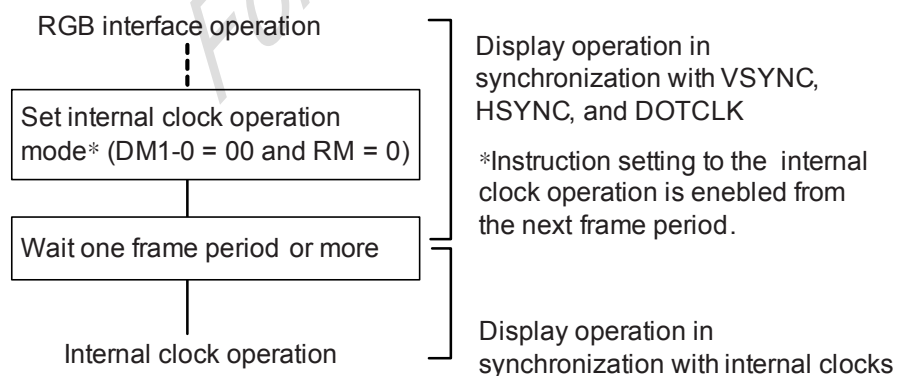 RGB interface operation
Set internal clock operation
mode* (DM1-0 = 00 and RM = 0)
Wait one frame period or more
Internal clock operation
Display operation in
synchronization with VSYNC,
HSYNC, and DOTCLK
*Instruction setting to the internal
clock operation is enebled from
the next frame period.
Display operation in
synchronization with internal clocks